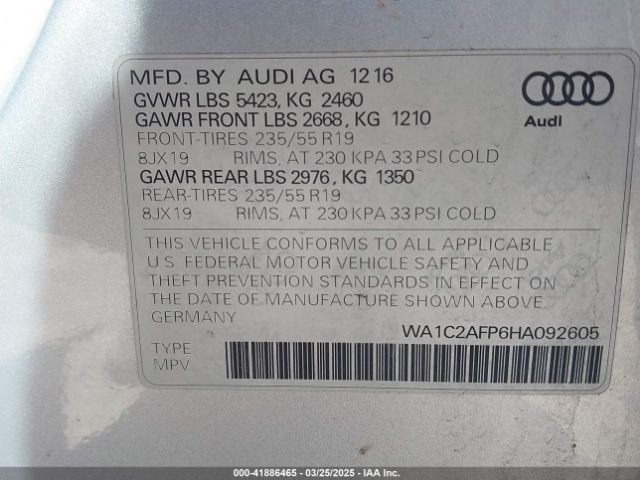 MFD. BY AUDI AG 12 16
GVWR LBS 5423, KG 2460
GAWR FRONT LBS 2668, KG 1210
FRONT-TIRES 235/55 R19
8JX19 RIMS, AT 230 KPA 33 PSI COLD
GAWR REAR LBS 2976, KG 1350
REAR-TIRES 235/55 R19
8JX19 RIMS, AT 230 KPA 33 PSI COLD
Audi
THIS VEHICLE CONFORMS TO ALL APPLICABLE
U.S. FEDERAL MOTOR VEHICLE SAFETY AND
THEFT PREVENTION STANDARDS IN EFFECT ON
THE DATE OF MANUFACTURE SHOWN ABOVE
GERMANY
WA1C2AFP6HA092605
TYPE
MPV
000-41886465 — 03/25/2025 — IAA Inc.